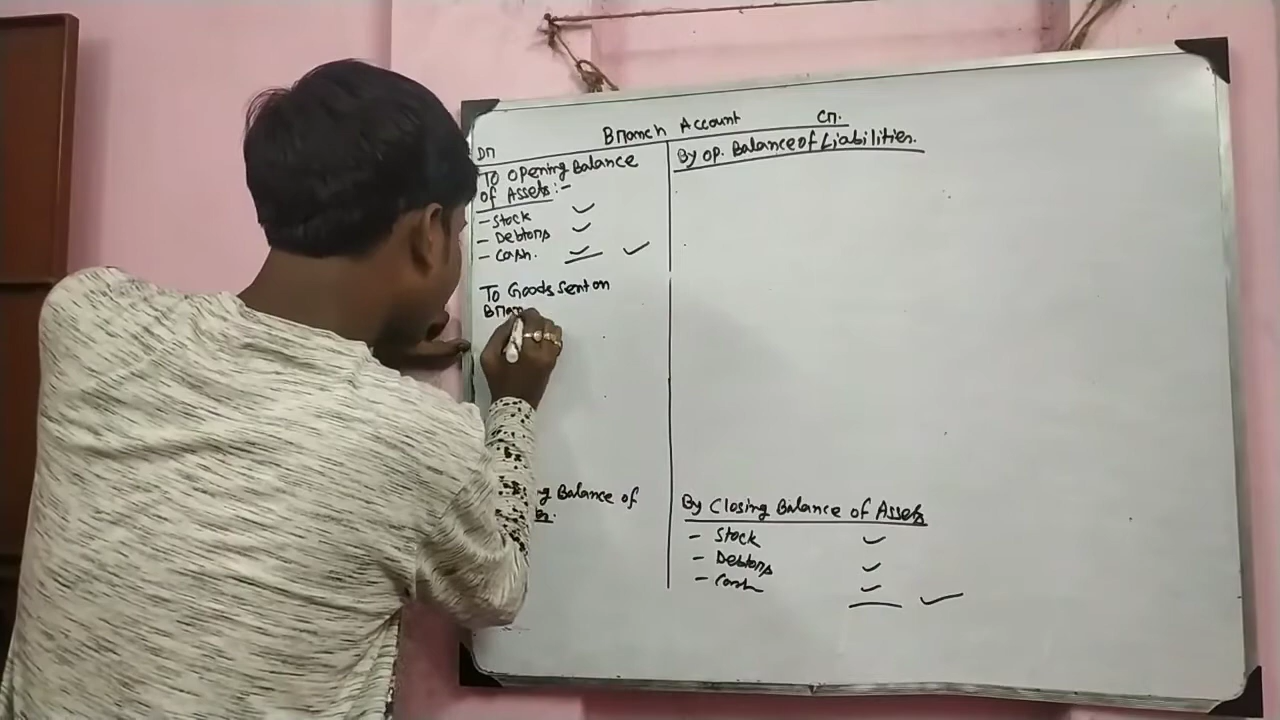 Branch Account
Dr
Cr.
To Opening Balance
of Assets:-
- Stock
- Debtors
- Cash.
To Goods Sent on
Bran
Balance of
By Op. Balance of Liabilities.
By Closing Balance of Assets
- Stock
- Debtors
- Cash